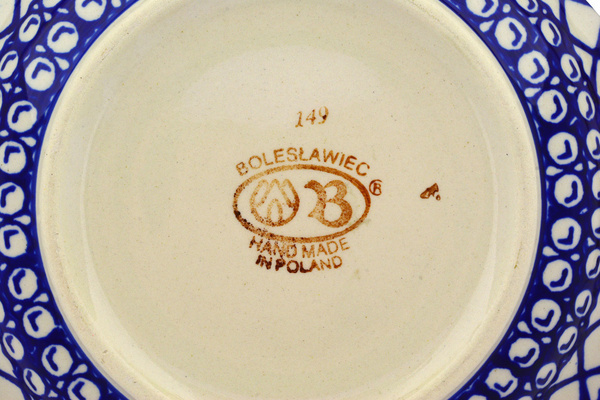 149
BOLESŁAWIEC
B ®
HAND MADE
IN POLAND